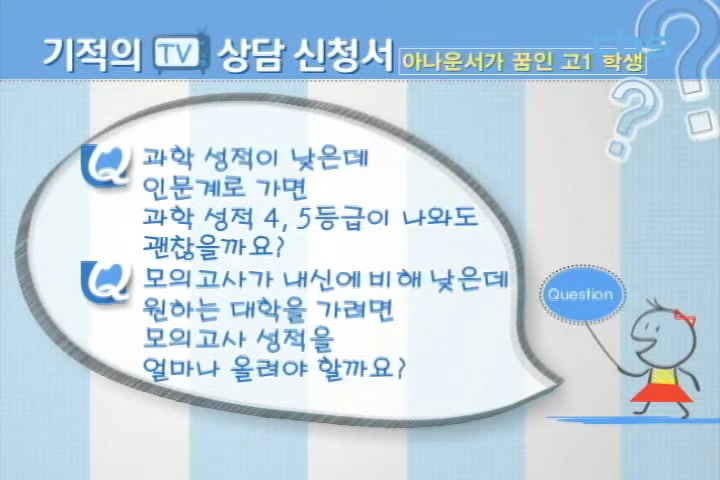 기적의 TV 상담 신청서 아나운서가 꿈인 고1 학생
tbs
Q 과학 성적이 낮은데
인문계로 가면
과학 성적 4, 5등급이 나와도
괜찮을까요?
Q 모의고사가 내신에 비해 낮은데
원하는 대학을 가려면
모의고사 성적을
얼마나 올려야 할까요?
Question